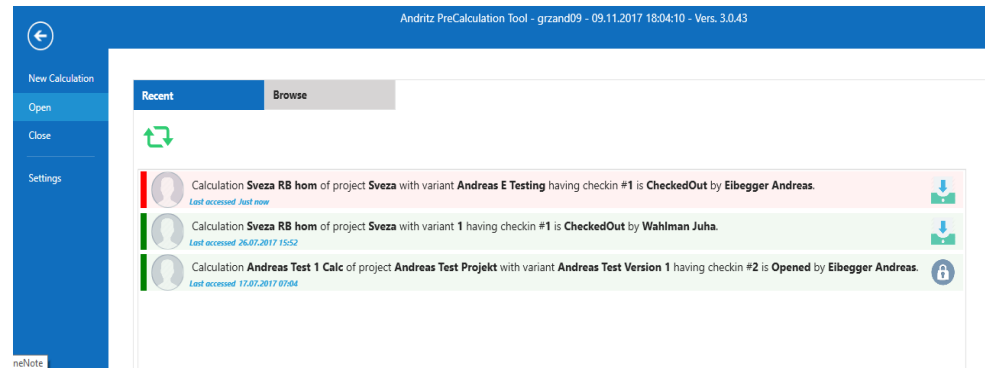 Andritz PreCalculation Tool - grzand09 - 09.11.2017 18:04:10 - Vers. 3.0.43
New Calculation
Open
Close
Settings
Recent
Browse
Calculation Sveza RB hom of project Sveza with variant Andreas E Testing having checkin #1 is CheckedOut by Eibegger Andreas.
Last accessed Just now
Calculation Sveza RB hom of project Sveza with variant 1 having checkin #1 is CheckedOut by Wahlman Juha.
Last accessed 26.07.2017 15:52
Calculation Andreas Test 1 Calc of project Andreas Test Projekt with variant Andreas Test Version 1 having checkin #2 is Opened by Eibegger Andreas.
Last accessed 17.07.2017 07:04
neNote